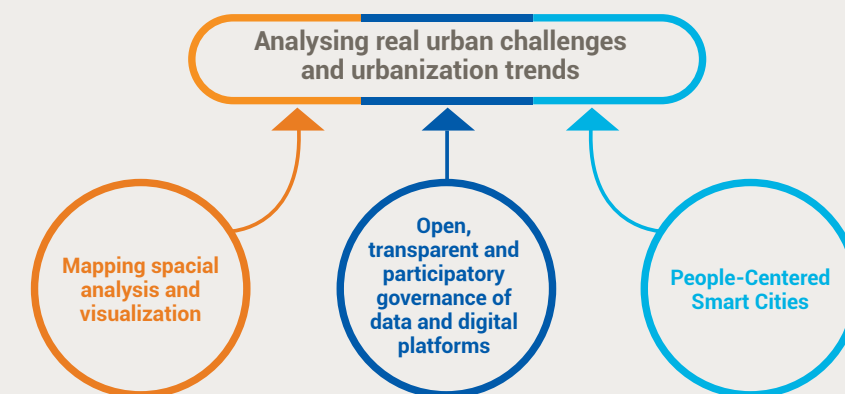 Analysing real urban challenges
and urbanization trends
Mapping spacial
analysis and
visualization
Open,
transparent and
participatory
governance of
data and digital
platforms
People-Centered
Smart Cities